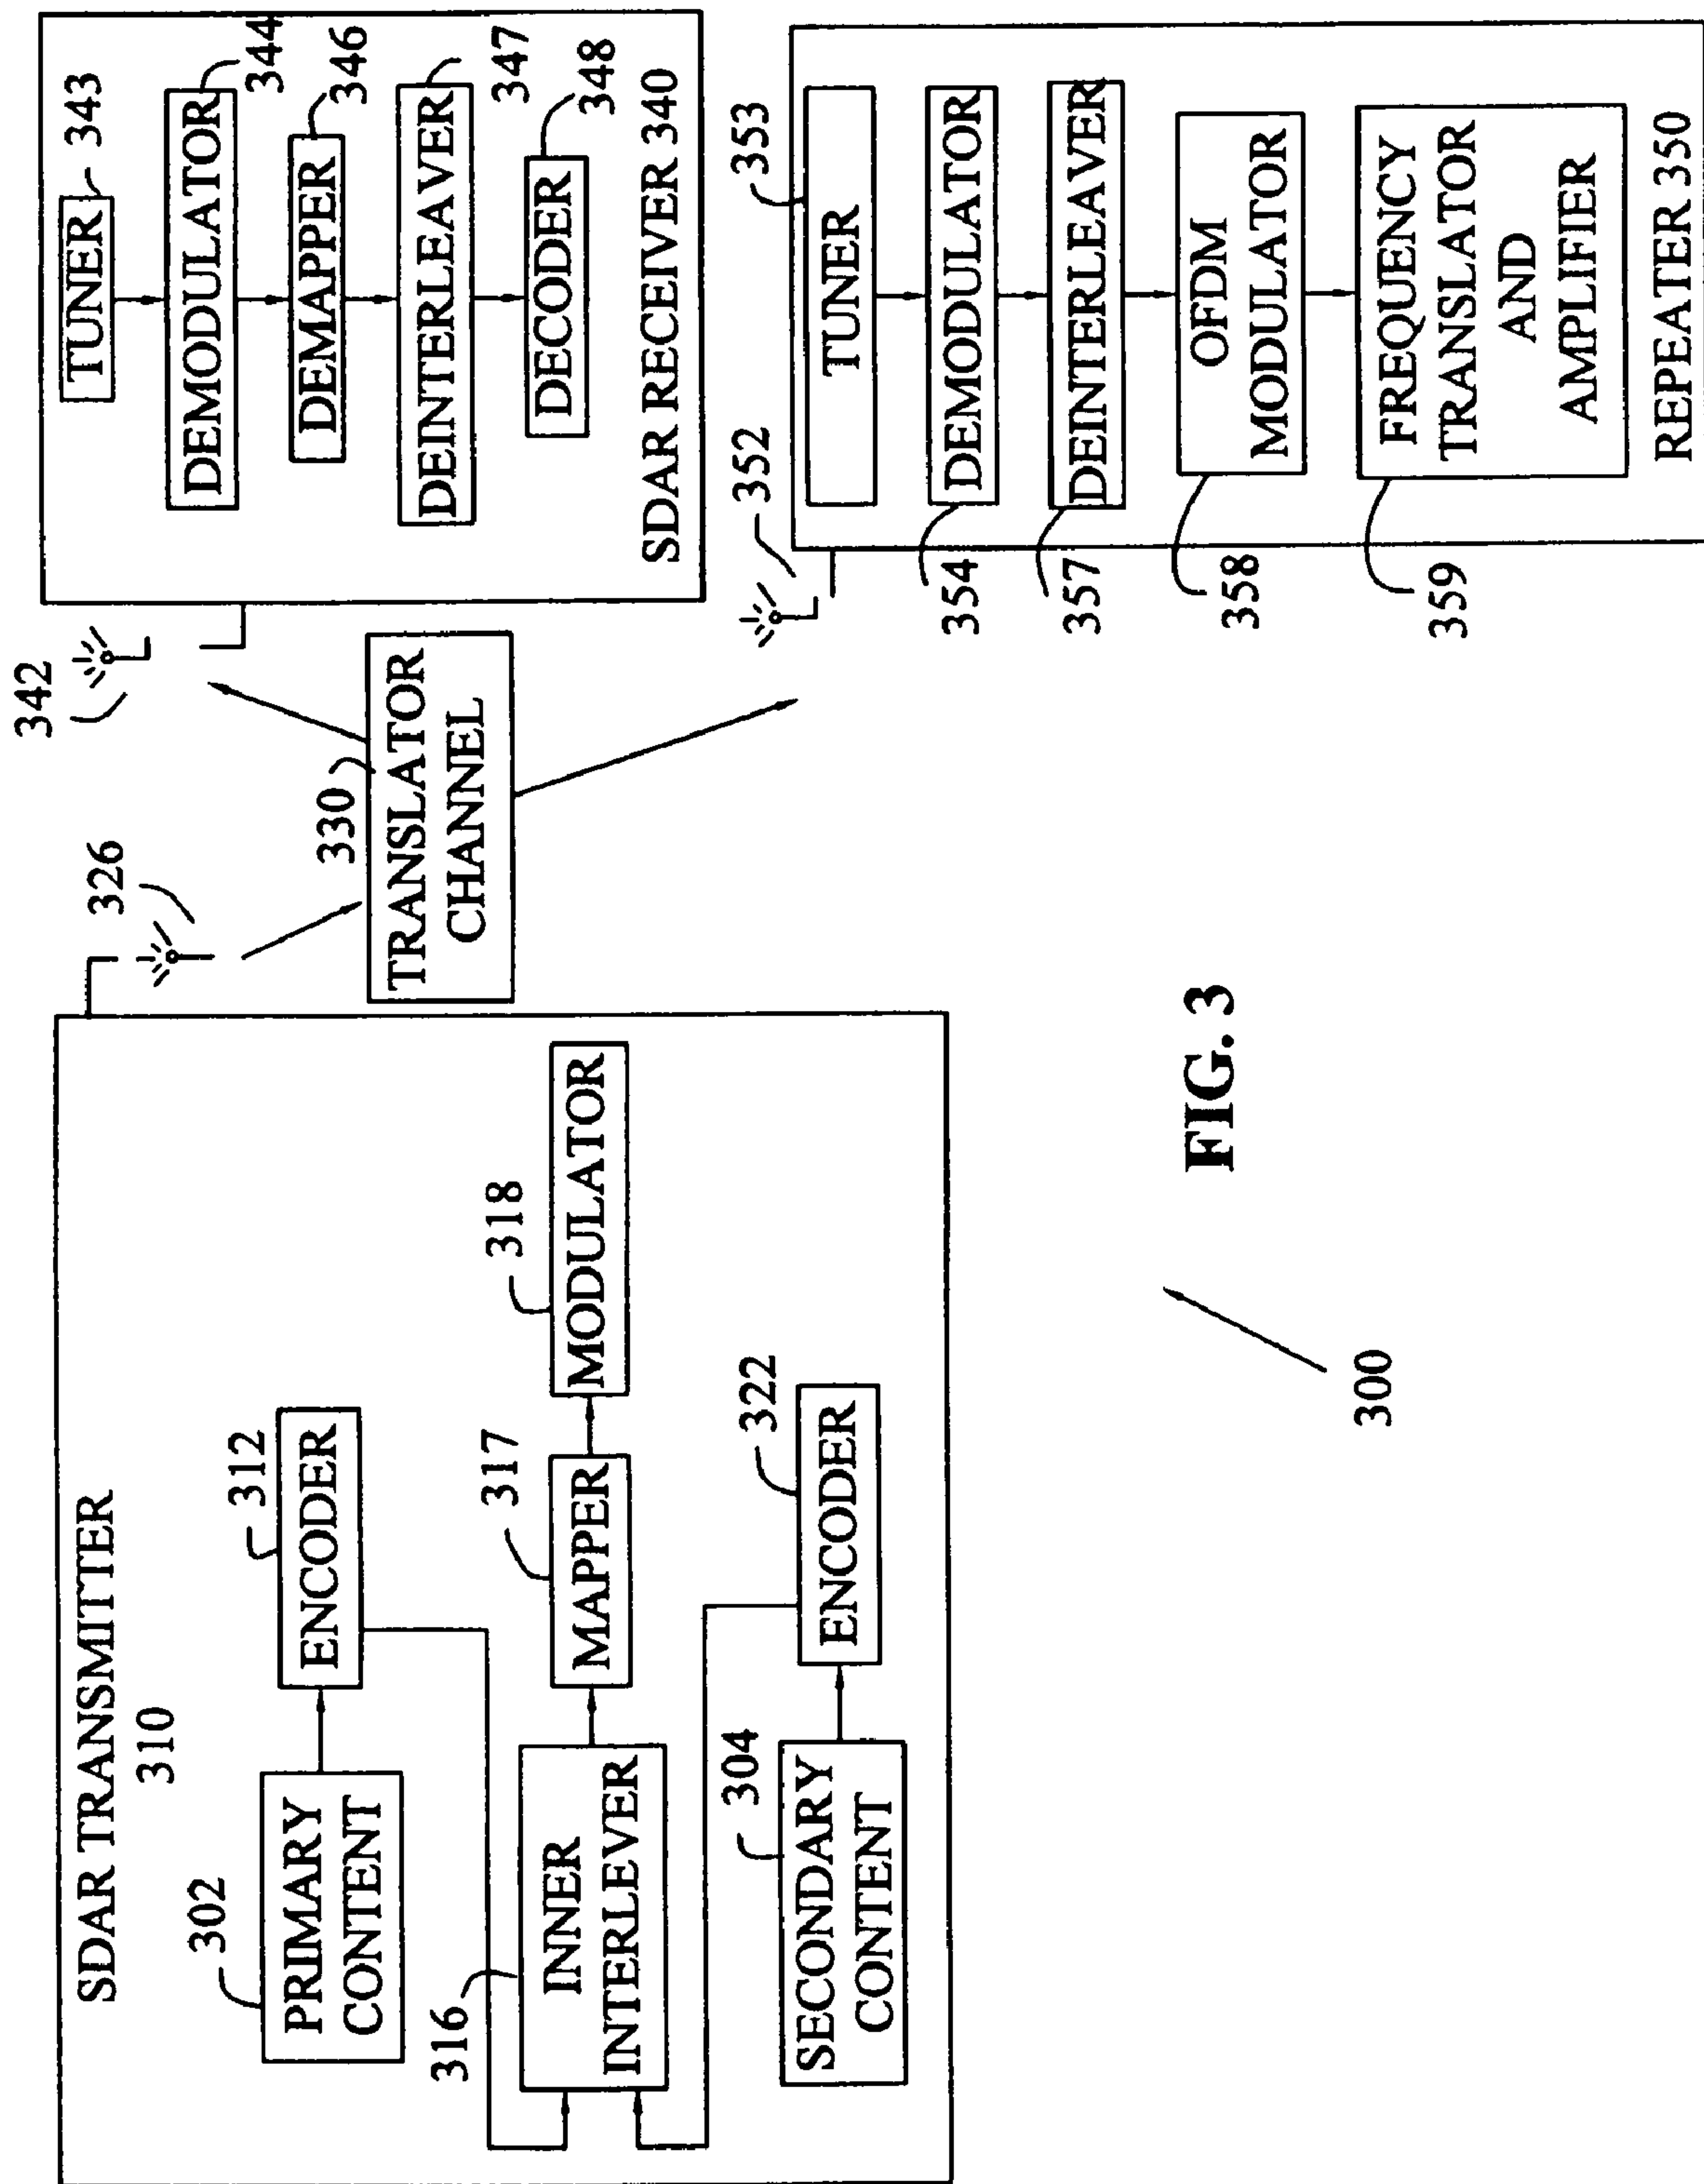 SDAR TRANSMITTER
310
302
PRIMARY
CONTENT
312
ENCODER
316
INNER
INTERLEVER
317
MAPPER
318
MODULATOR
304
SECONDARY
CONTENT
322
ENCODER
326
330
TRANSLATOR
CHANNEL
342
TUNER
343
DEMODULATOR
344
DEMAPPER
346
DEINTERLEAVER
347
DECODER
348
SDAR RECEIVER 340
352
TUNER
353
DEMODULATOR
354
DEINTERLEAVER
357
OFDM
MODULATOR
358
FREQUENCY
TRANSLATOR
AND
AMPLIFIER
359
REPEATER 350
300
FIG. 3